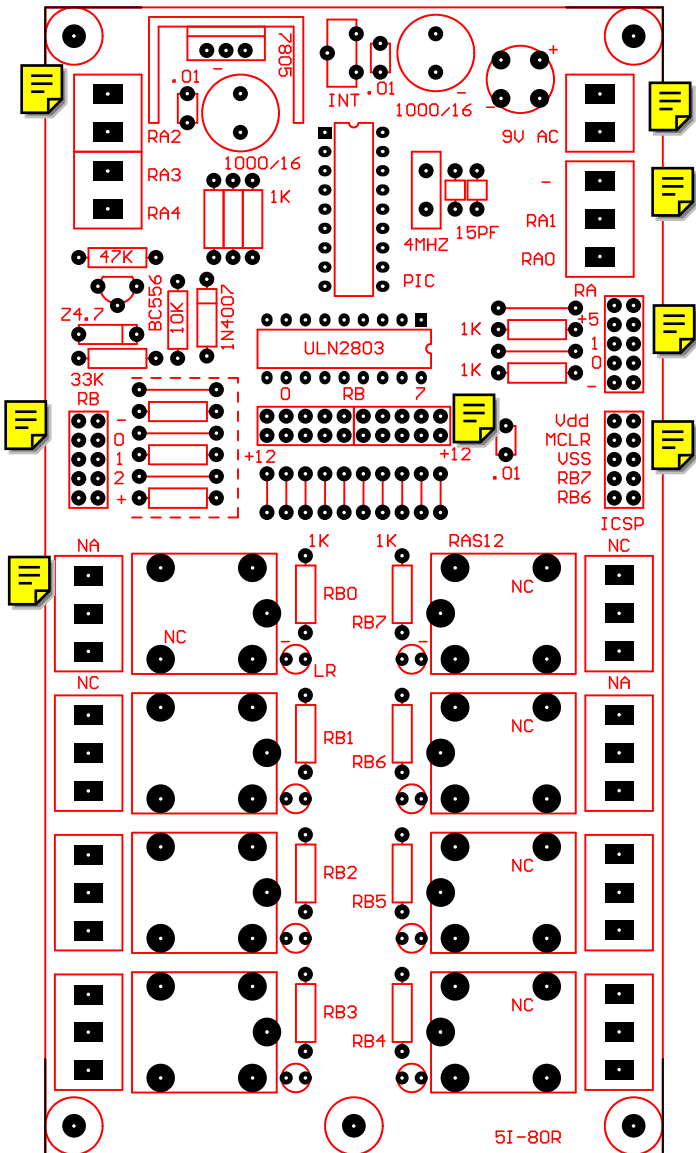 7805
.01
INT
.01
1000/16
+
-
-
-
RA2
9V AC
1000/16
RA3
-
1K
RA4
RA1
4MHZ
15PF
RA0
47K
PIC
BC556
10K
1N4007
RA
Z4.7
+5
1K
1
ULN2803
0
1K
33K
-
RB
0
RB
7
-
Vdd
0
MCLR
+12
+12
1
VSS
.01
2
RB7
+
RB6
ICSP
NA
1K
1K
RAS12
NC
RB0
NC
RB7
NC
-
-
LR
NC
NA
RB1
NC
RB6
RB2
NC
RB5
RB3
NC
RB4
5I-8OR